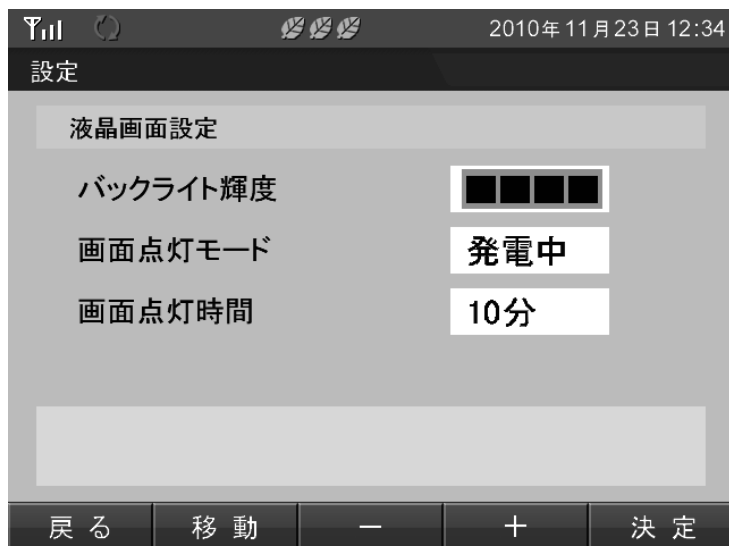 2010年11月23日 12:34
設定
液晶画面設定
バックライト輝度
画面点灯モード 発電中
画面点灯時間 10分
戻る 移動 － ＋ 決定